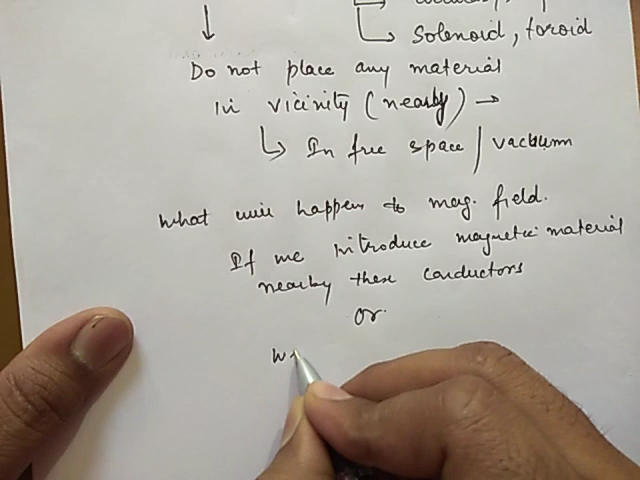 Solenoid, toroid
Do not place any material
in vicinity (nearby) →
In free space / vacuum
What will happen to mag. field.
If we introduce magnetic material
nearby these conductors
or